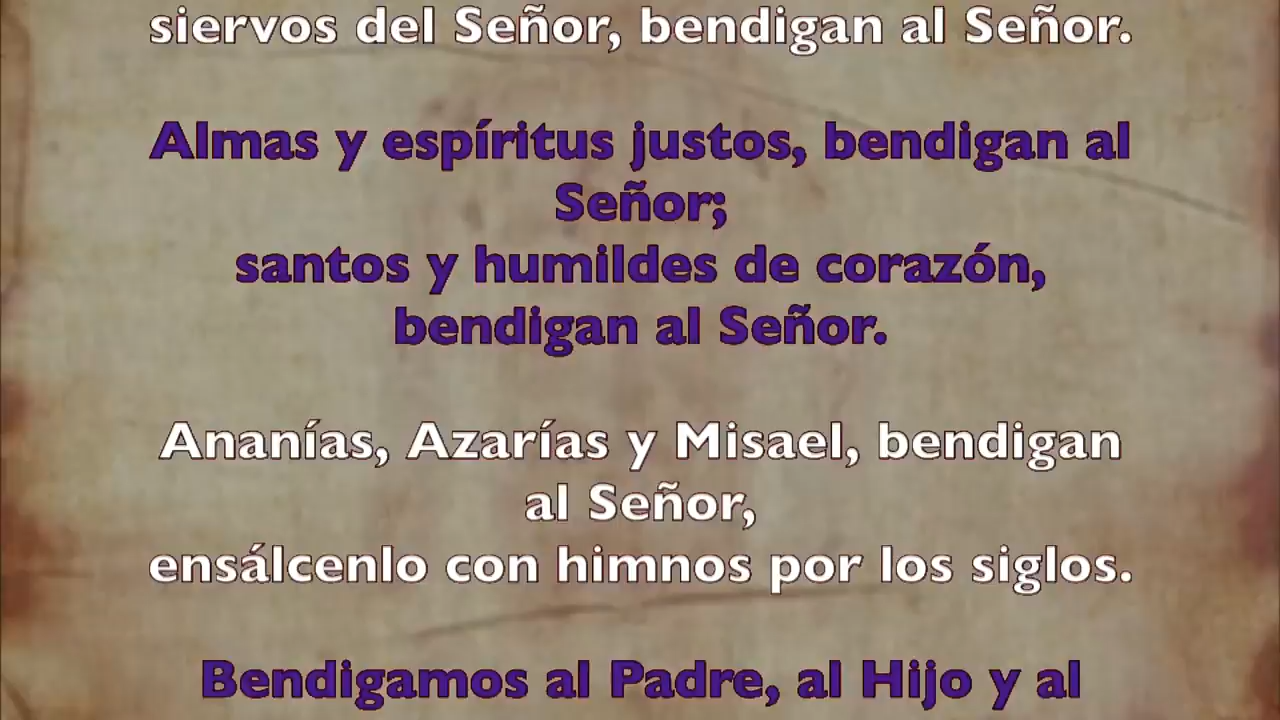 siervos del Señor, bendigan al Señor.
Almas y espíritus justos, bendigan al
Señor;
santos y humildes de corazón,
bendigan al Señor.
Ananías, Azarías y Misael, bendigan
al Señor,
ensálcenlo con himnos por los siglos.
Bendigamos al Padre, al Hijo y al